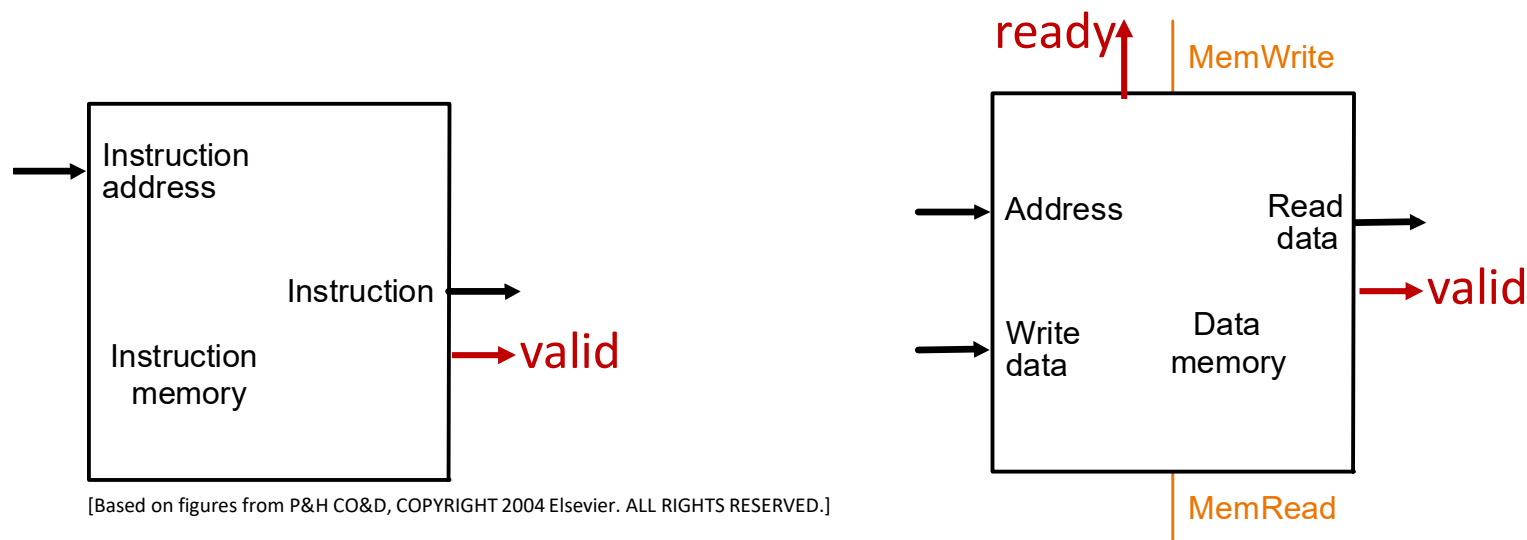 Instruction
address
Instruction
valid
Instruction
memory
[Based on figures from P&H CO&D, COPYRIGHT 2004 Elsevier. ALL RIGHTS RESERVED.]
ready
MemWrite
Address
Read
data
valid
Write
data
Data
memory
MemRead